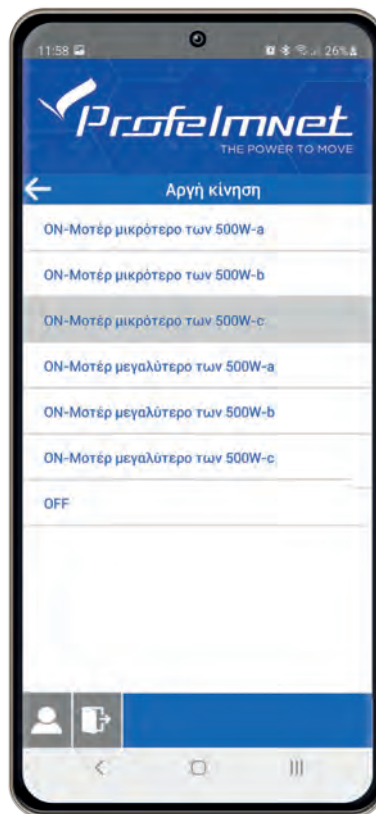 11:58
26%
Profelmnet
THE POWER TO MOVE
Αργή κίνηση
ON-Μοτέρ μικρότερο των 500W-a
ON-Μοτέρ μικρότερο των 500W-b
ON-Μοτέρ μικρότερο των 500W-c
ON-Μοτέρ μεγαλύτερο των 500W-a
ON-Μοτέρ μεγαλύτερο των 500W-b
ON-Μοτέρ μεγαλύτερο των 500W-c
OFF